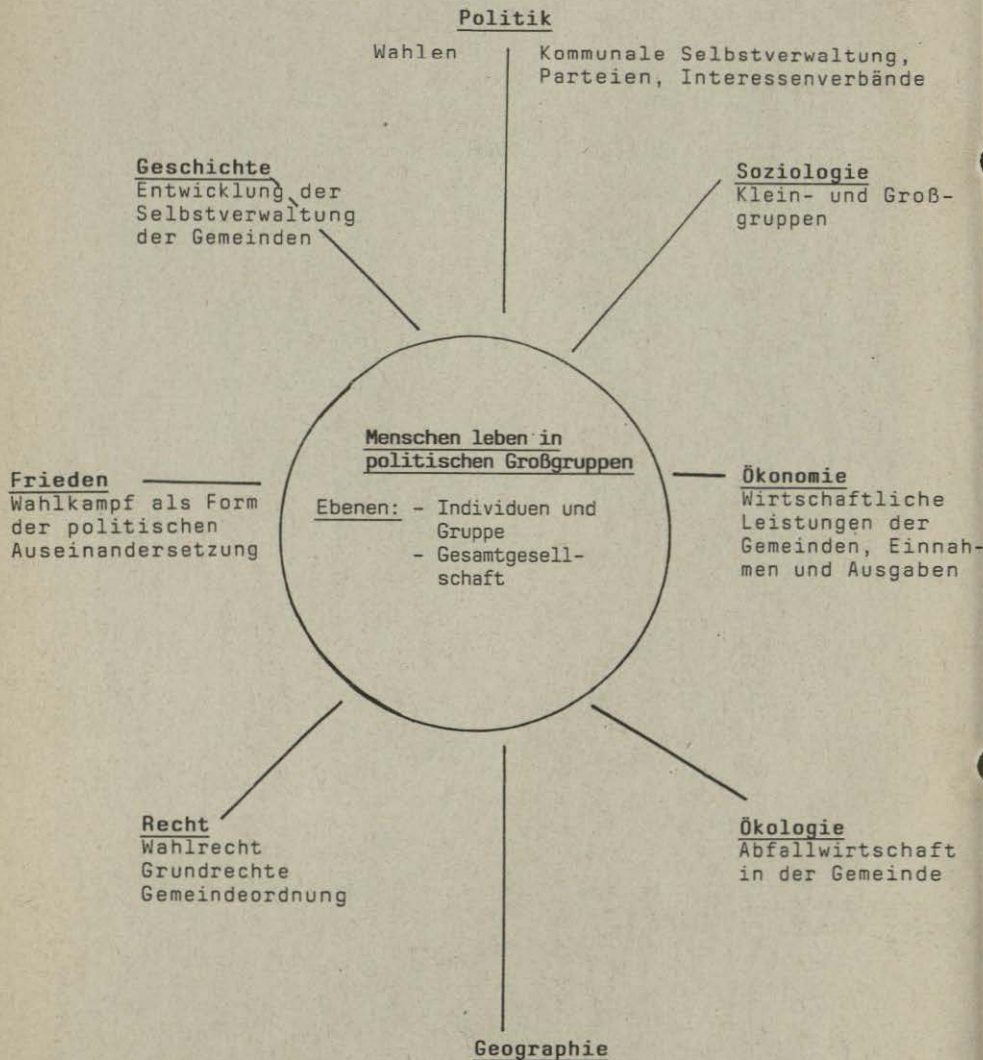 Politik
Wahlen
Kommunale Selbstverwaltung,
Parteien, Interessenverbände
Geschichte
Entwicklung der
Selbstverwaltung
der Gemeinden
Soziologie
Klein- und Groß-
gruppen
Menschen leben in
politischen Großgruppen
Ebenen: - Individuen und
Gruppe
- Gesamtgesell-
schaft
Frieden
Wahlkampf als Form
der politischen
Auseinandersetzung
Ökonomie
Wirtschaftliche
Leistungen der
Gemeinden, Einnah-
men und Ausgaben
Recht
Wahlrecht
Grundrechte
Gemeindeordnung
Ökologie
Abfallwirtschaft
in der Gemeinde
Geographie